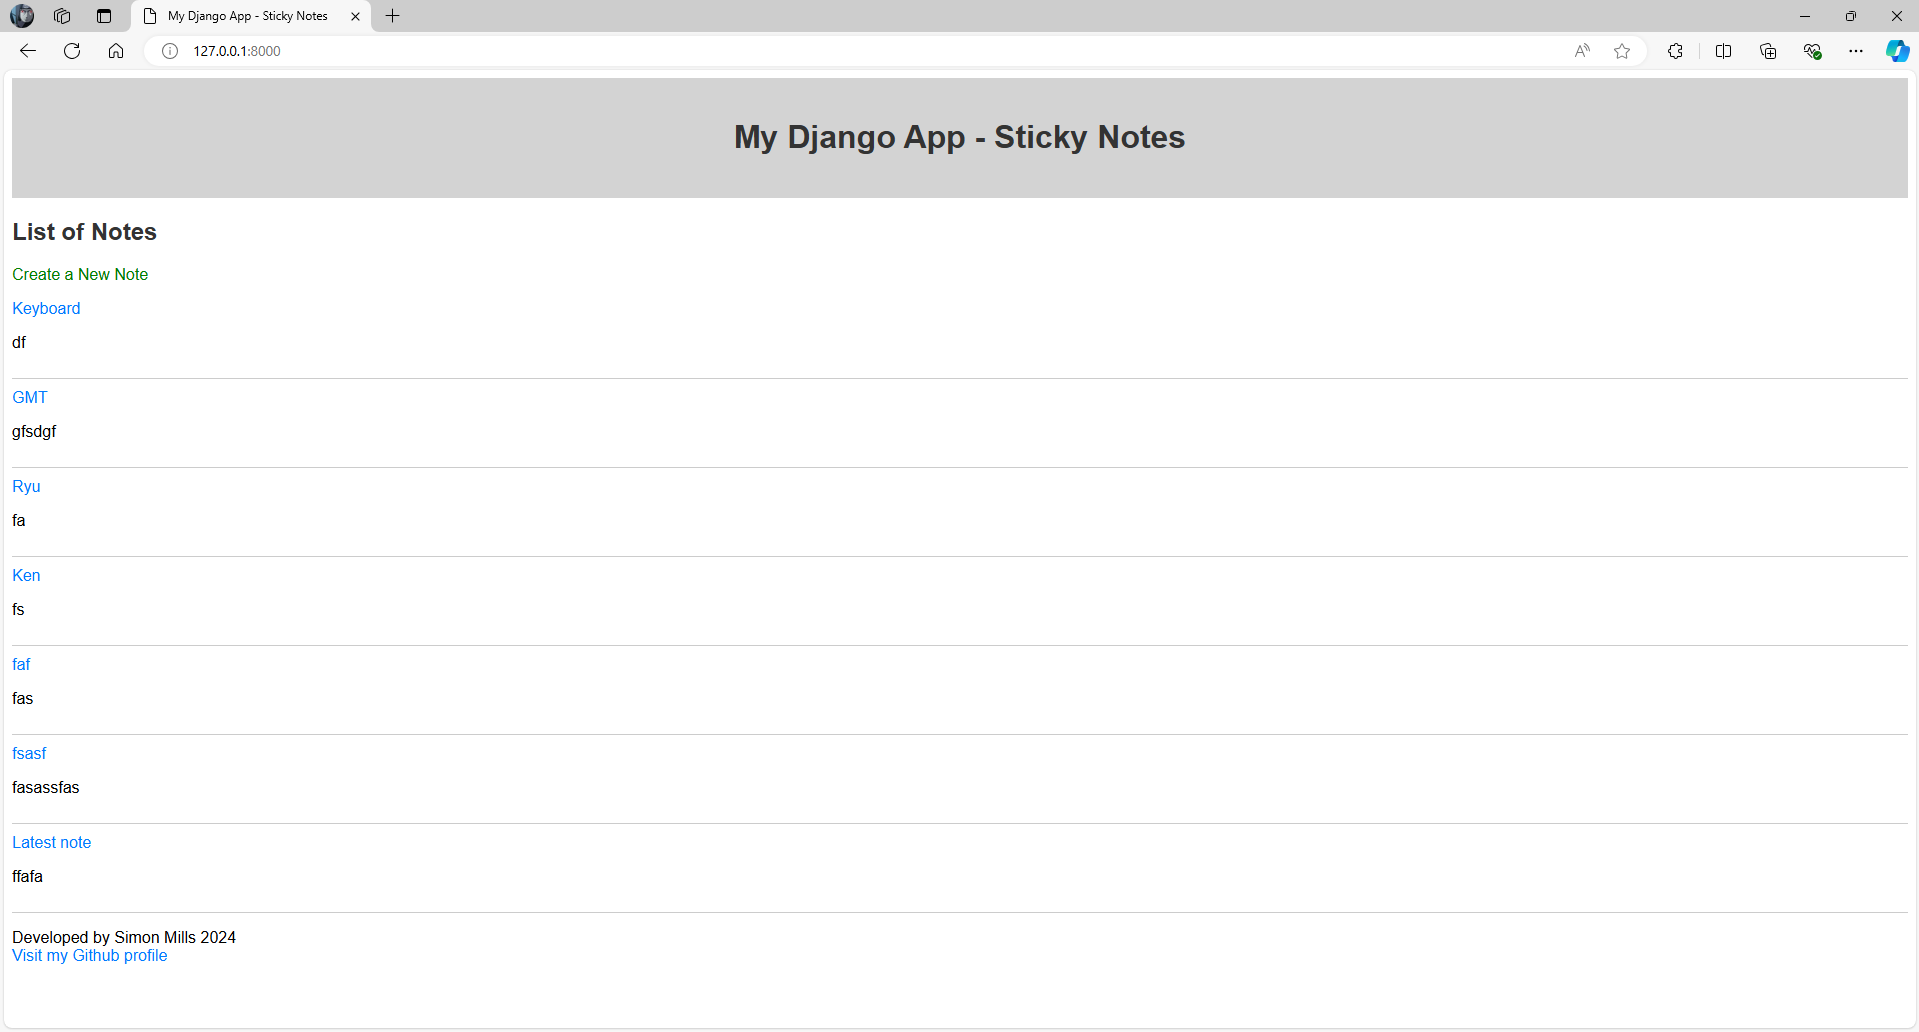 My Django App - Sticky Notes
127.0.0.1:8000
My Django App - Sticky Notes
List of Notes
Create a New Note
Keyboard
df
GMT
gfsdgf
Ryu
fa
Ken
fs
faf
fas
fsasf
fasassfas
Latest note
ffafa
Developed by Simon Mills 2024
Visit my Github profile